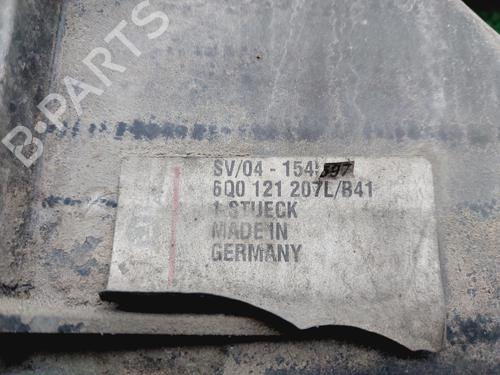 B-PARTS
SV/04 - 154
6Q0 121 207L/B41
1 STUECK
MADE IN
GERMANY